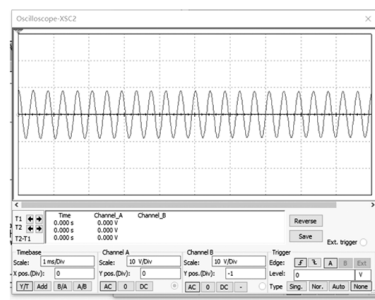 Oscilloscope-XSC2 ×
Time Channel_A Channel_B
T1 0.000 s 0.000 V
T2 0.000 s 0.000 V
T2-T1 0.000 s 0.000 V
Reverse
Save
Ext. trigger
Timebase Channel A Channel B Trigger
Scale: 1 ms/Div Scale: 10 V/Div Scale: 10 V/Div Edge: A B Ext
X pos.(Div): 0 Y pos.(Div): 0 Y pos.(Div): -1 Level: 0 V
Y/T Add B/A A/B AC 0 DC AC 0 DC - Type Sing. Nor. Auto None